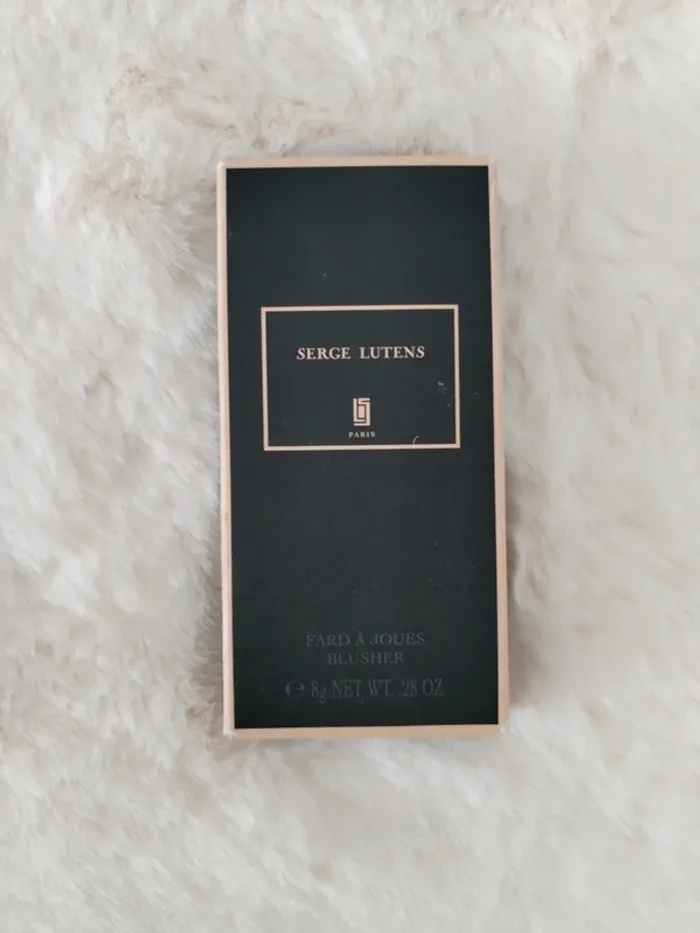 SERGE LUTENS
PARIS
FARD À JOUES
BLUSHER
℮ 8g NET WT. .28 OZ